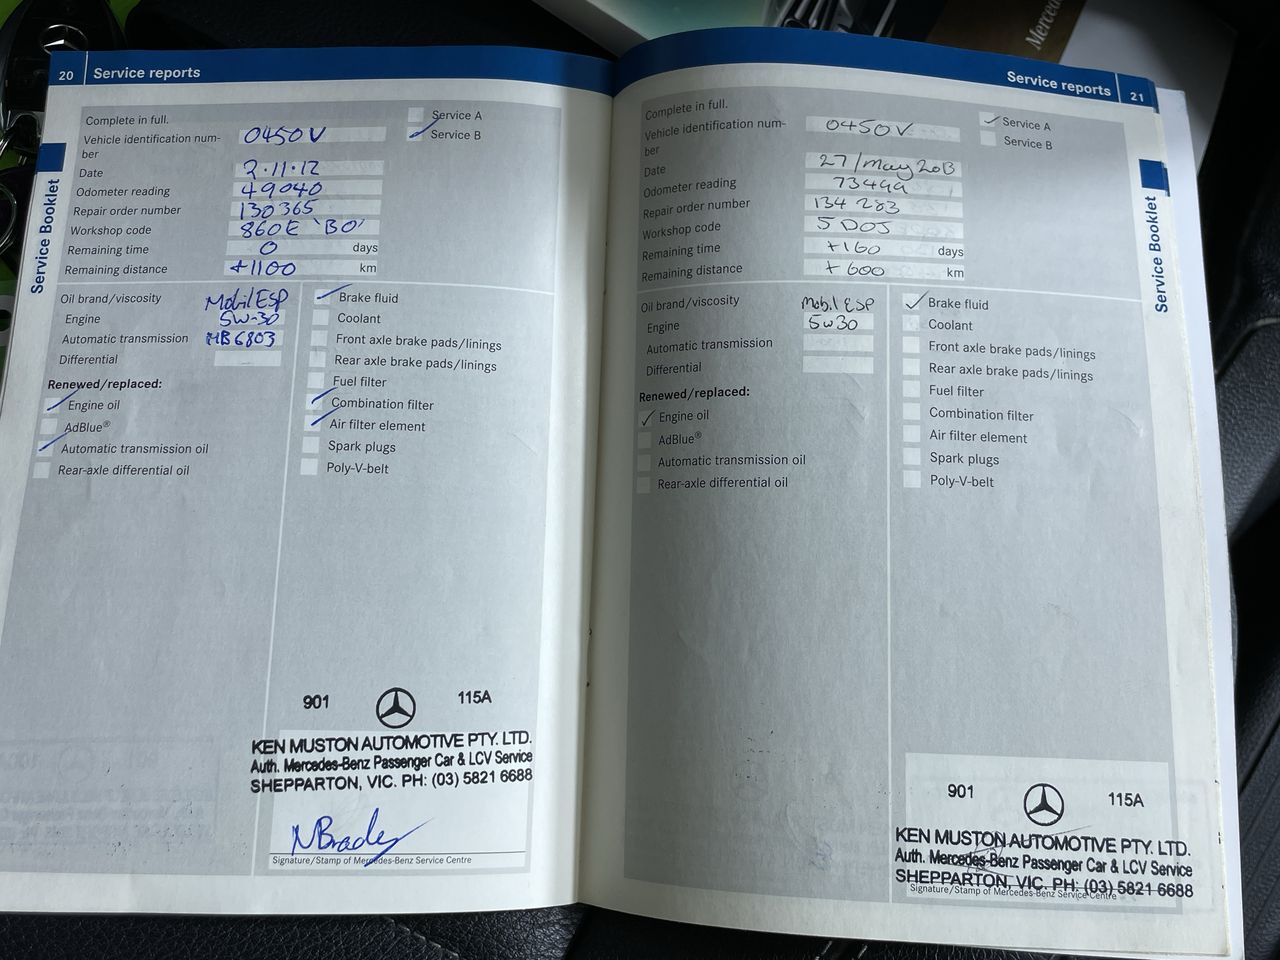 20 Service reports
Complete in full.
Service A
Service B
Vehicle identification num-
ber
0450V
Date 2.11.12
Odometer reading 49040
Repair order number 130365
Workshop code 860E 'BO'
Remaining time 0 days
Remaining distance +1100 km
Oil brand/viscosity Mobil ESP
Engine 5W-30
Automatic transmission MB6803
Differential
Renewed/replaced:
Engine oil
AdBlue®
Automatic transmission oil
Rear-axle differential oil
Brake fluid
Coolant
Front axle brake pads/linings
Rear axle brake pads/linings
Fuel filter
Combination filter
Air filter element
Spark plugs
Poly-V-belt
901 115A
KEN MUSTON AUTOMOTIVE PTY. LTD.
Auth. Mercedes-Benz Passenger Car & LCV Service
SHEPPARTON, VIC. PH: (03) 5821 6688
Signature/Stamp of Mercedes-Benz Service Centre
Service Booklet
Service reports 21
Complete in full.
Service A
Service B
Vehicle identification num-
ber
0450V
Date 27/May 2013
Odometer reading
Repair order number 134 283
Workshop code 5 DOS
Remaining time +160 days
Remaining distance + 600 km
Oil brand/viscosity Mobil ESP
Engine 5w30
Automatic transmission
Differential
Renewed/replaced:
Engine oil
AdBlue®
Automatic transmission oil
Rear-axle differential oil
Brake fluid
Coolant
Front axle brake pads/linings
Rear axle brake pads/linings
Fuel filter
Combination filter
Air filter element
Spark plugs
Poly-V-belt
901 115A
KEN MUSTON AUTOMOTIVE PTY. LTD.
Auth. Mercedes-Benz Passenger Car & LCV Service
SHEPPARTON, VIC. PH: (03) 5821 6688
Signature/Stamp of Mercedes-Benz Service Centre
Service Booklet